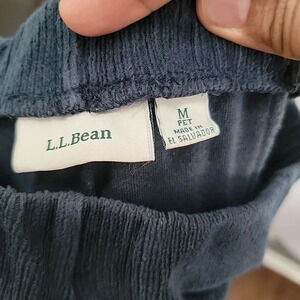 L.L.Bean
M
PET
MADE IN
EL SALVADOR